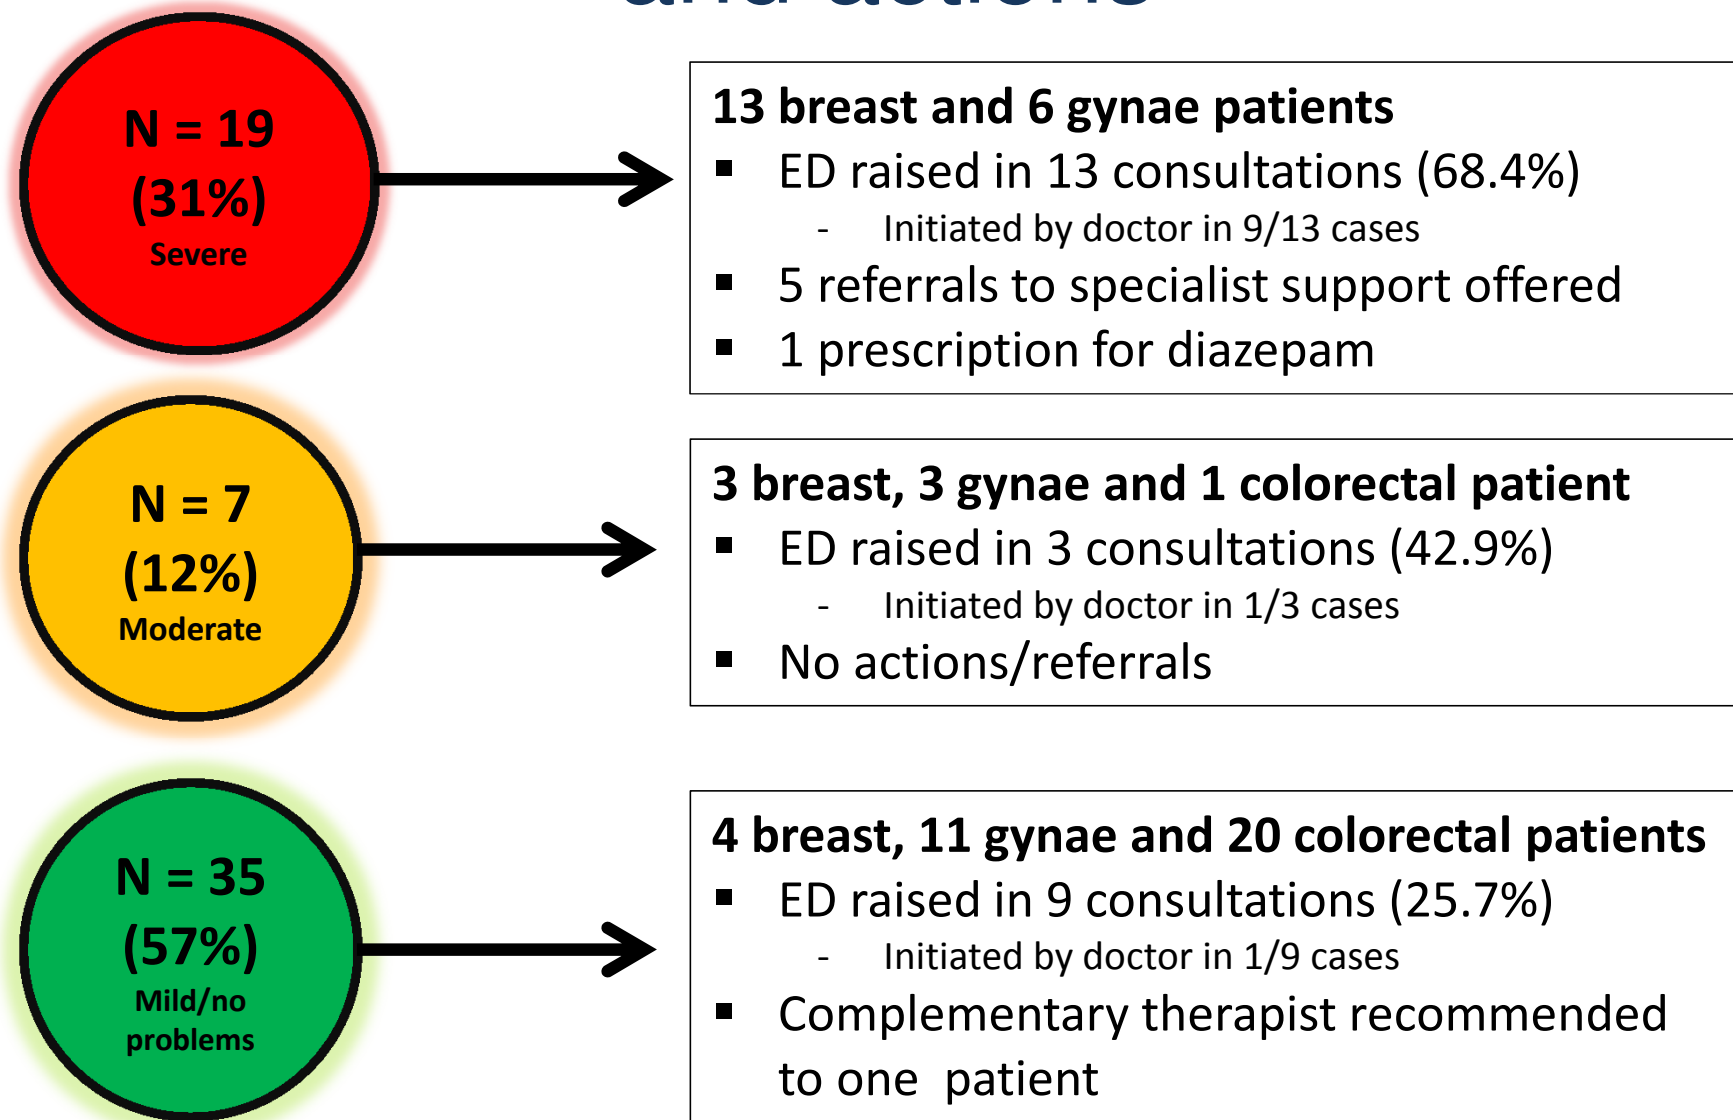 and actions
N = 19
(31%)
Severe
13 breast and 6 gynae patients
▪ ED raised in 13 consultations (68.4%)
- Initiated by doctor in 9/13 cases
▪ 5 referrals to specialist support offered
▪ 1 prescription for diazepam
N = 7
(12%)
Moderate
3 breast, 3 gynae and 1 colorectal patient
▪ ED raised in 3 consultations (42.9%)
- Initiated by doctor in 1/3 cases
▪ No actions/referrals
N = 35
(57%)
Mild/no
problems
4 breast, 11 gynae and 20 colorectal patients
▪ ED raised in 9 consultations (25.7%)
- Initiated by doctor in 1/9 cases
▪ Complementary therapist recommended
to one patient